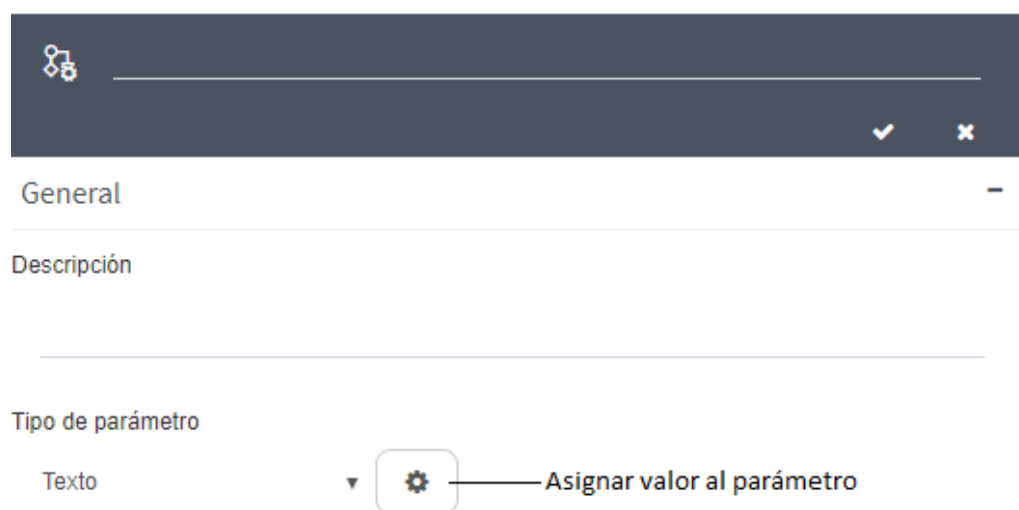 General
Descripción
Tipo de parámetro
Texto
Asignar valor al parámetro